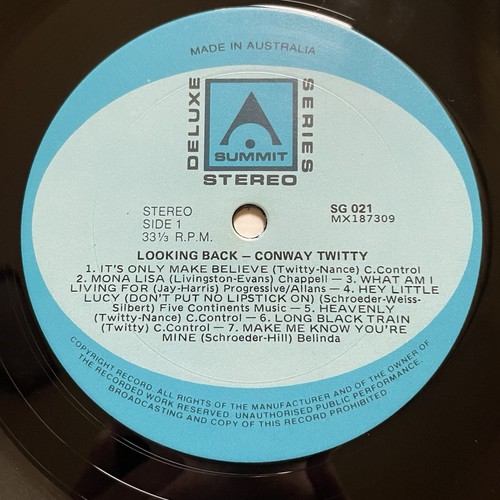 MADE IN AUSTRALIA
DELUXE
SERIES
SUMMIT
STEREO
STEREO
SIDE 1
33⅓ R.P.M.
SG 021
MX187309
LOOKING BACK – CONWAY TWITTY
1. IT'S ONLY MAKE BELIEVE (Twitty-Nance) C.Control
2. MONA LISA (Livingston-Evans) Chappell – 3. WHAT AM I
LIVING FOR (Jay-Harris) Progressive/Allans – 4. HEY LITTLE
LUCY (DON'T PUT NO LIPSTICK ON) (Schroeder-Weiss-
Silbert) Five Continents Music – 5. HEAVENLY
(Twitty-Nance) C.Control – 6. LONG BLACK TRAIN
(Twitty) C.Control – 7. MAKE ME KNOW YOU'RE
MINE (Schroeder-Hill) Belinda
COPYRIGHT RECORD. ALL RIGHTS OF THE MANUFACTURER AND OF THE OWNER OF
THE RECORDED WORK RESERVED. UNAUTHORISED PUBLIC PERFORMANCE,
BROADCASTING AND COPY OF THIS RECORD PROHIBITED.